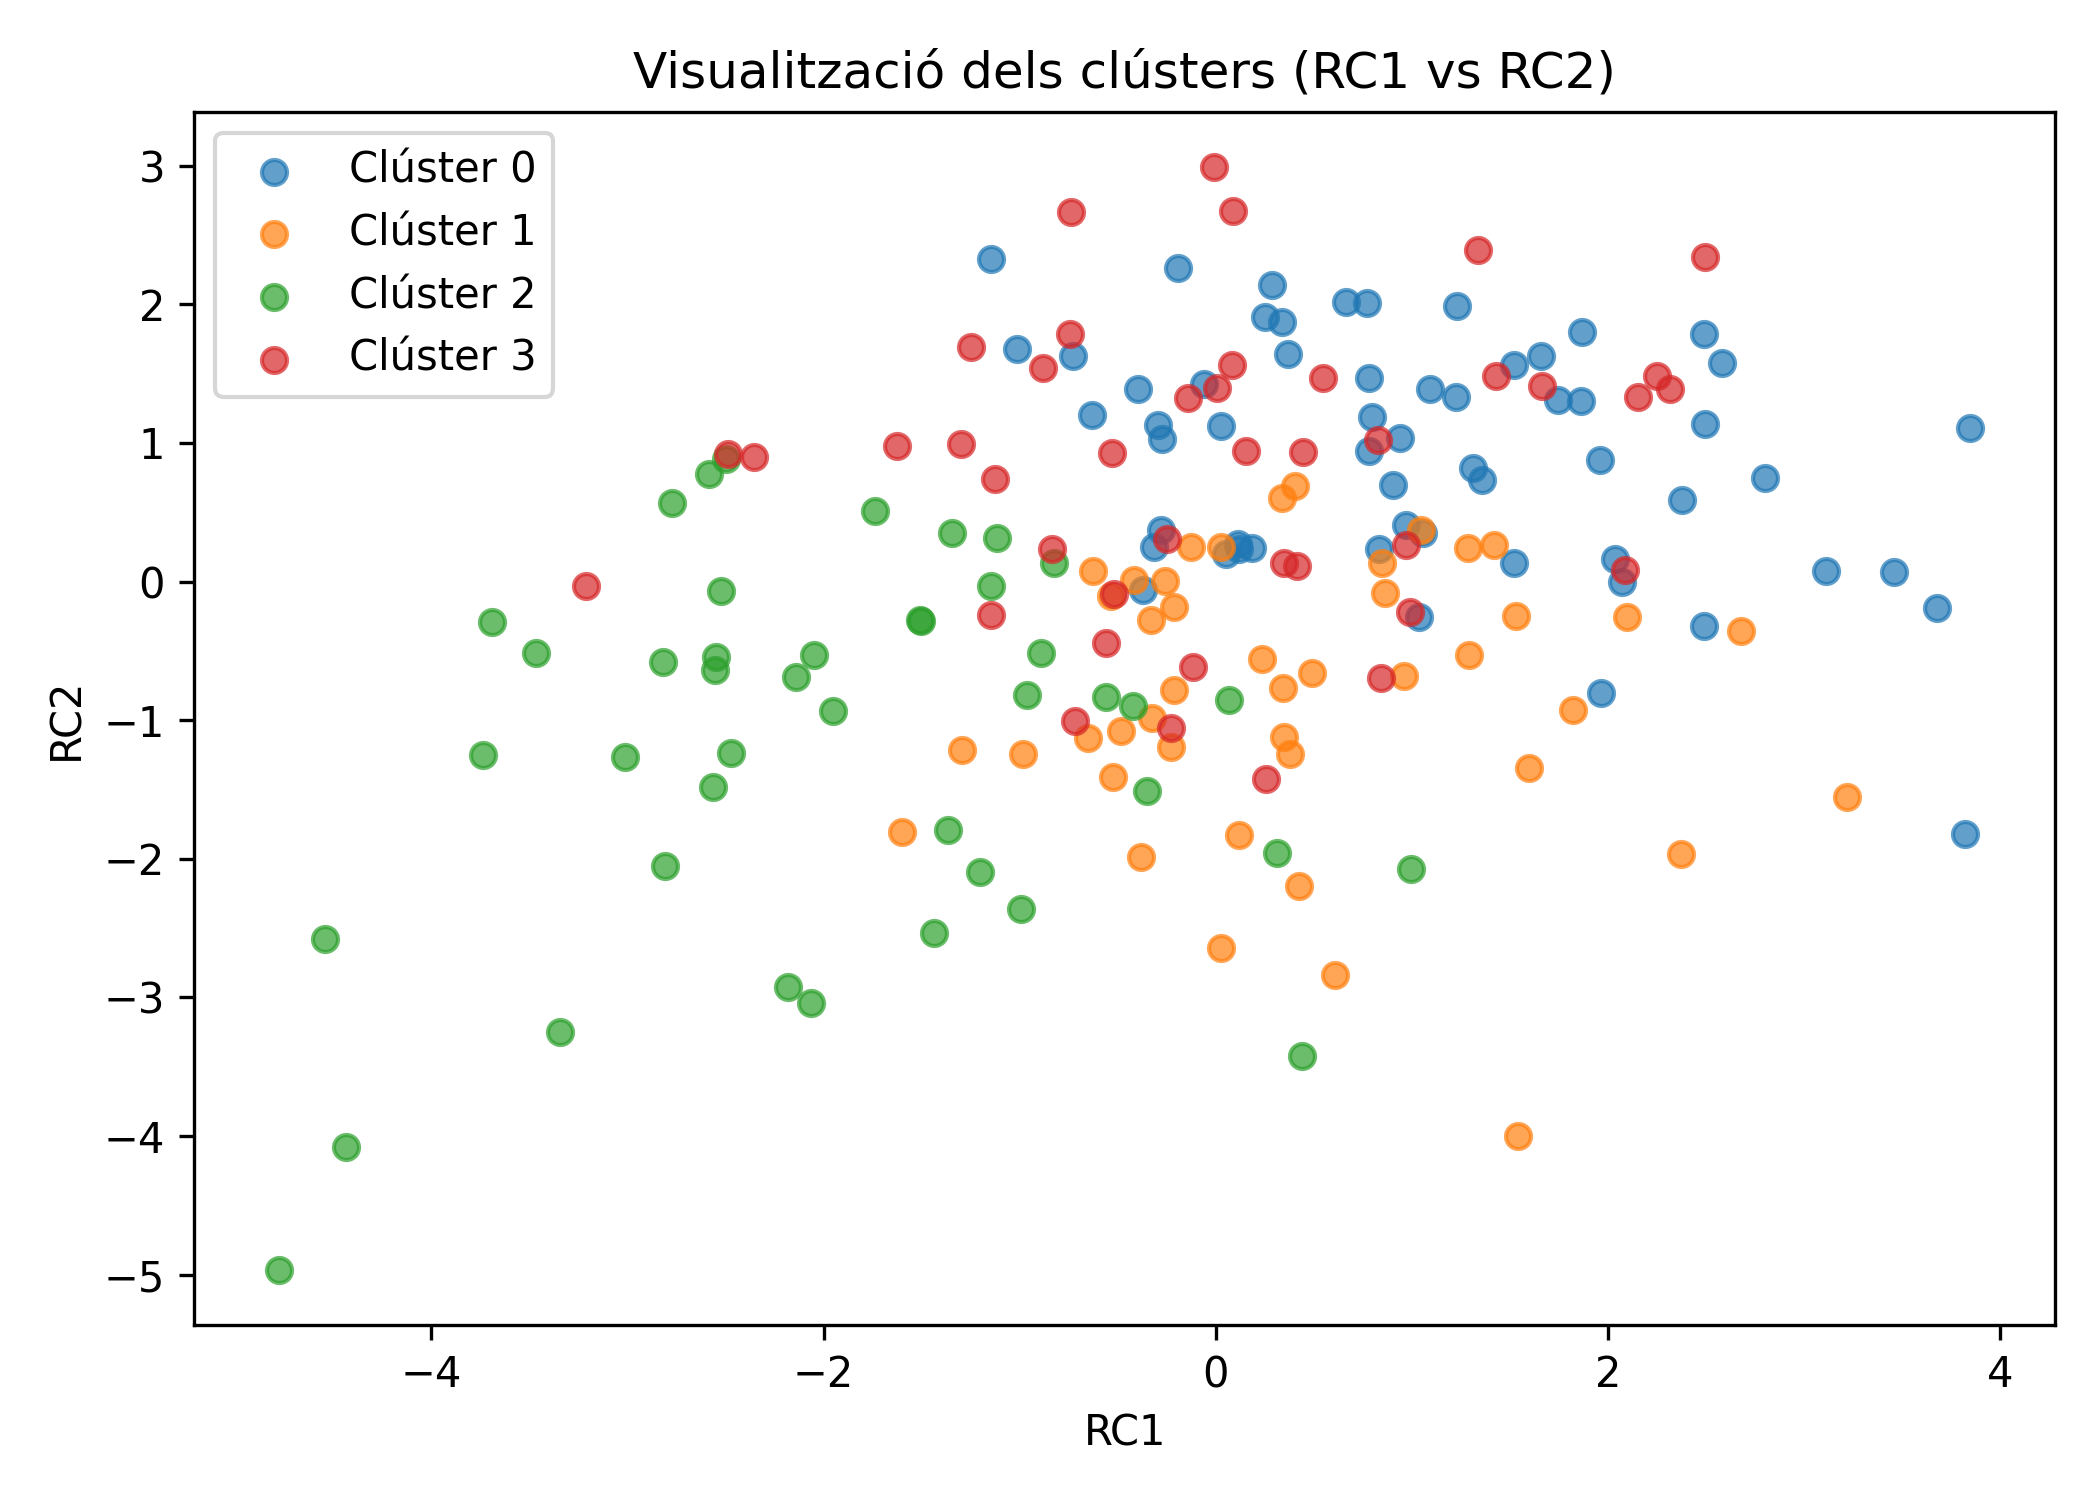 Visualització dels clústers (RC1 vs RC2)
Clúster 0
Clúster 1
Clúster 2
Clúster 3
3
2
1
0
−1
−2
−3
−4
−5
RC2
−4
−2
0
2
4
RC1